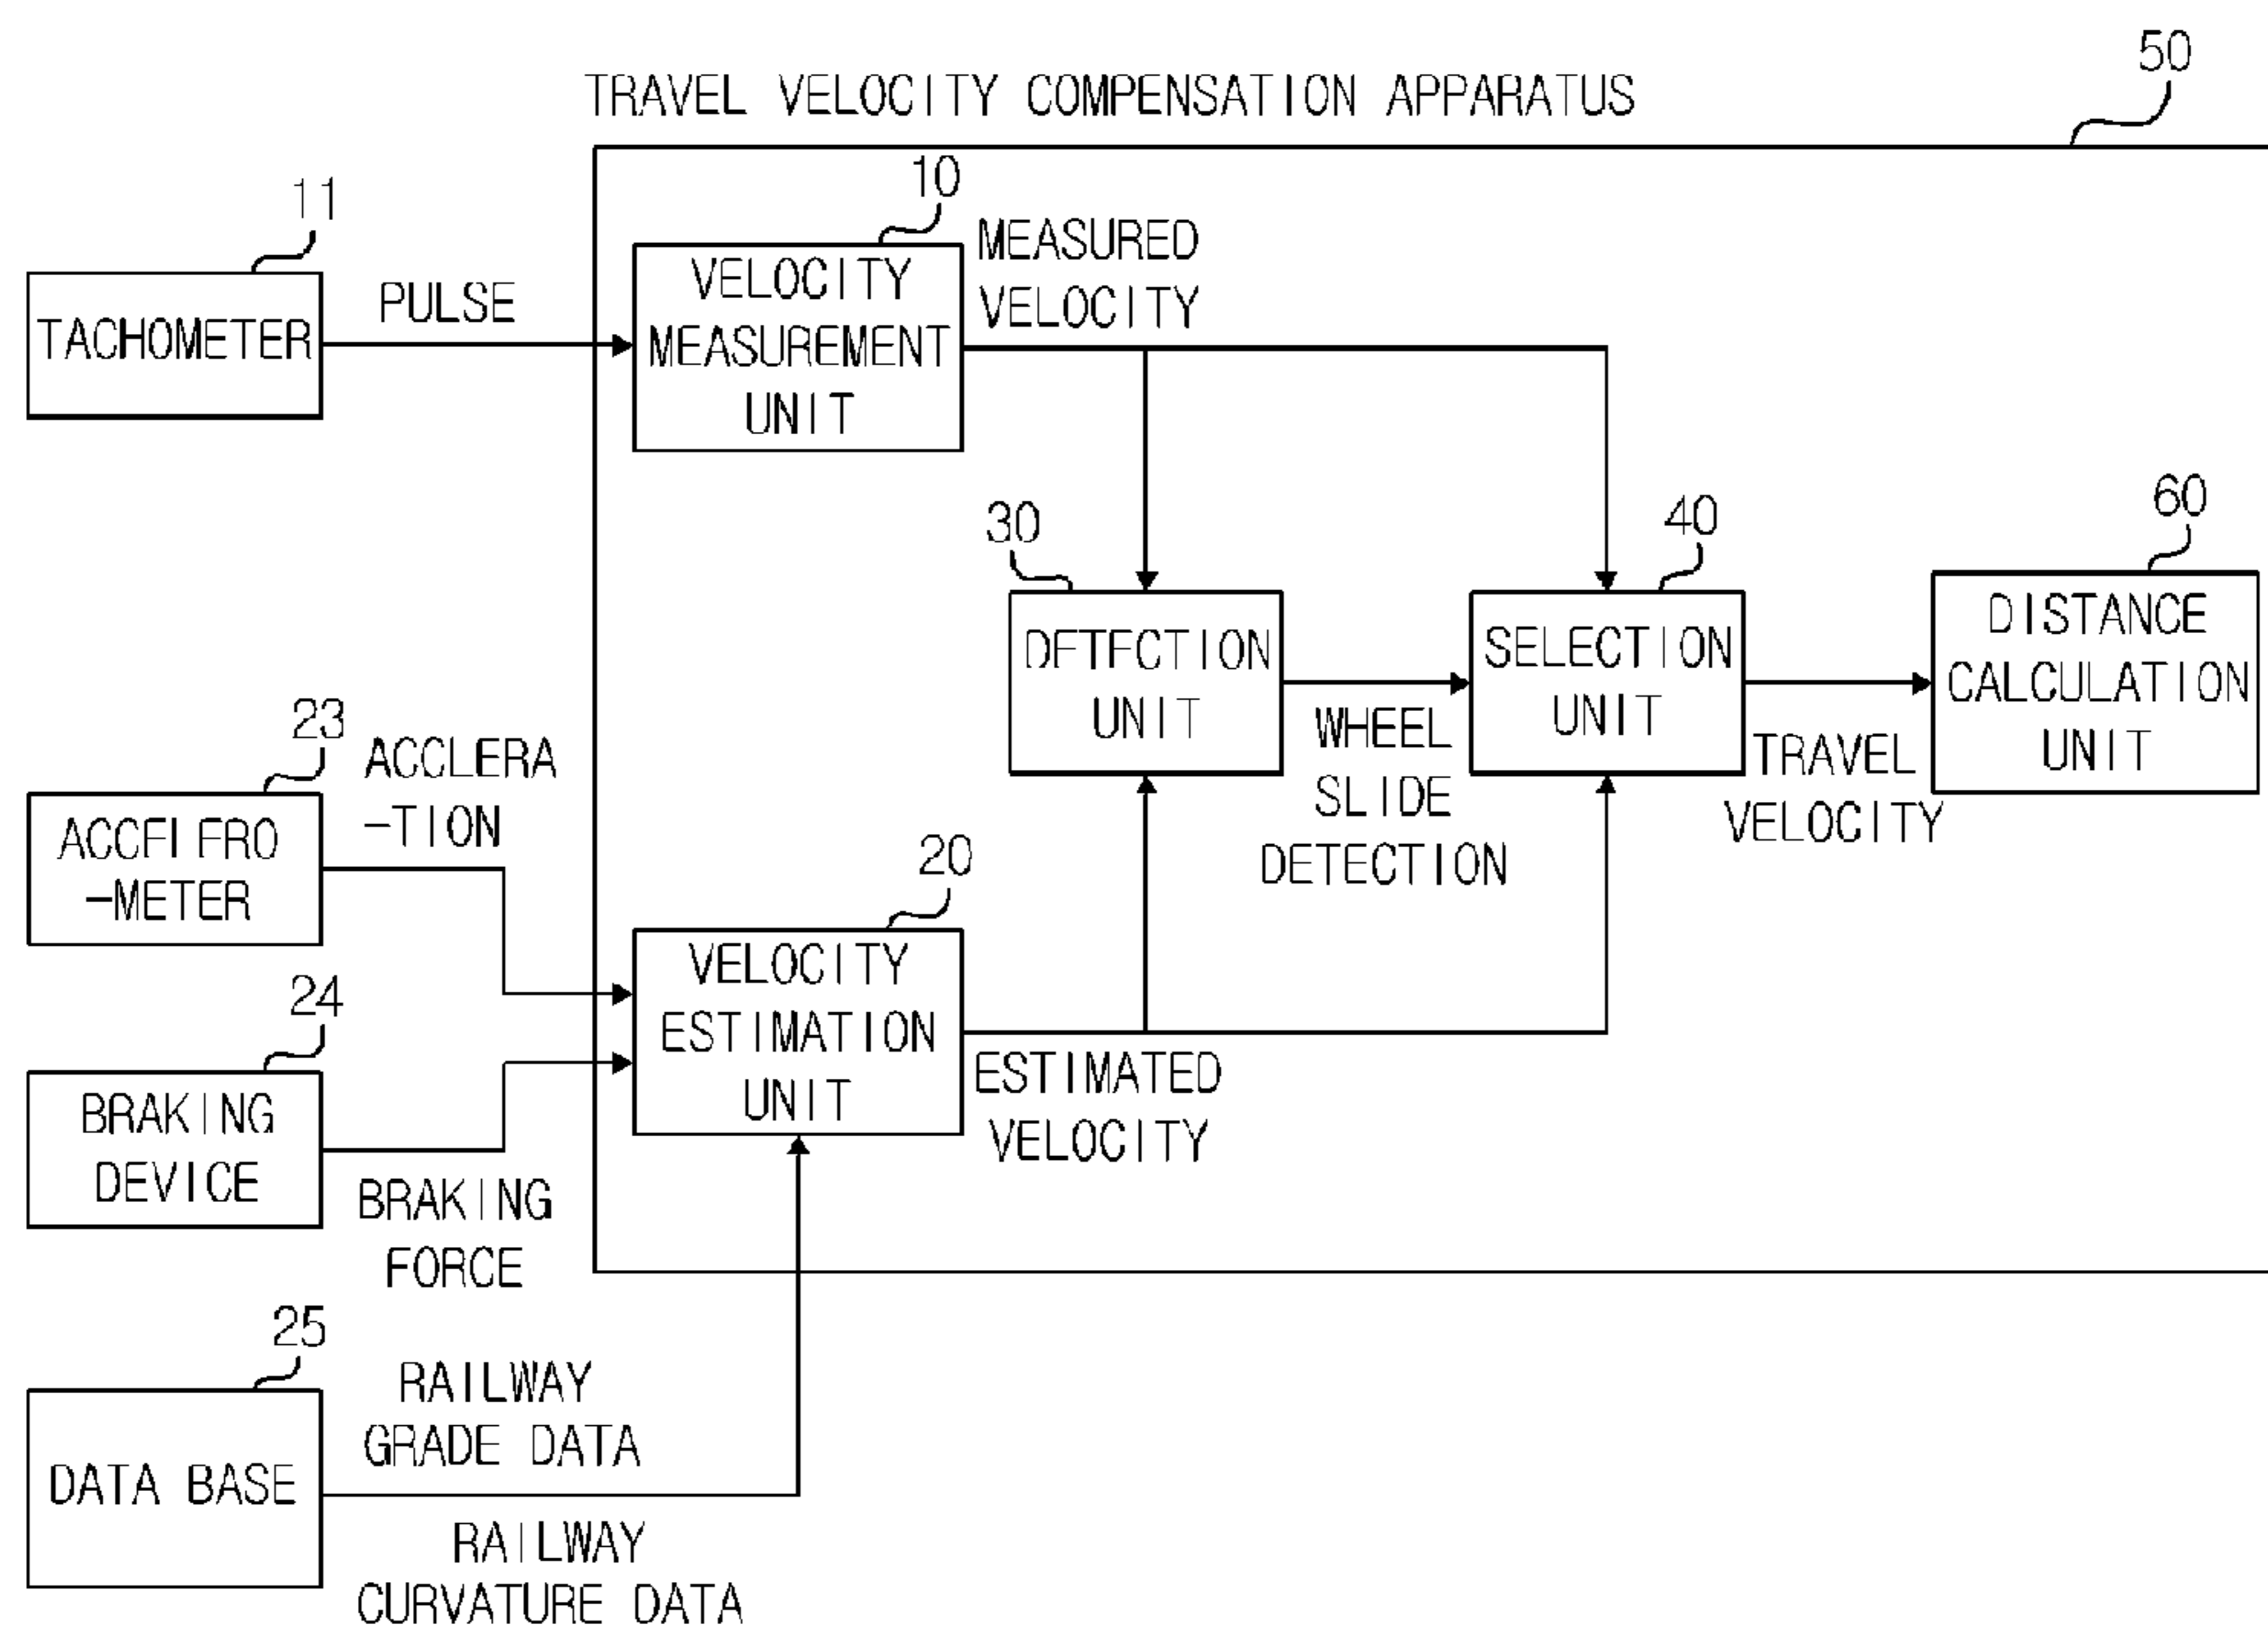 50
TRAVEL VELOCITY COMPENSATION APPARATUS
11
TACHOMETER
PULSE
10
VELOCITY
MEASUREMENT
UNIT
MEASURED
VELOCITY
30
DETECTION
UNIT
WHEEL
SLIDE
DETECTION
40
SELECTION
UNIT
TRAVEL
VELOCITY
60
DISTANCE
CALCULATION
UNIT
23
ACCELERO
-METER
ACCLERA
-TION
24
BRAKING
DEVICE
BRAKING
FORCE
20
VELOCITY
ESTIMATION
UNIT
ESTIMATED
VELOCITY
25
DATA BASE
RAILWAY
GRADE DATA
RAILWAY
CURVATURE DATA